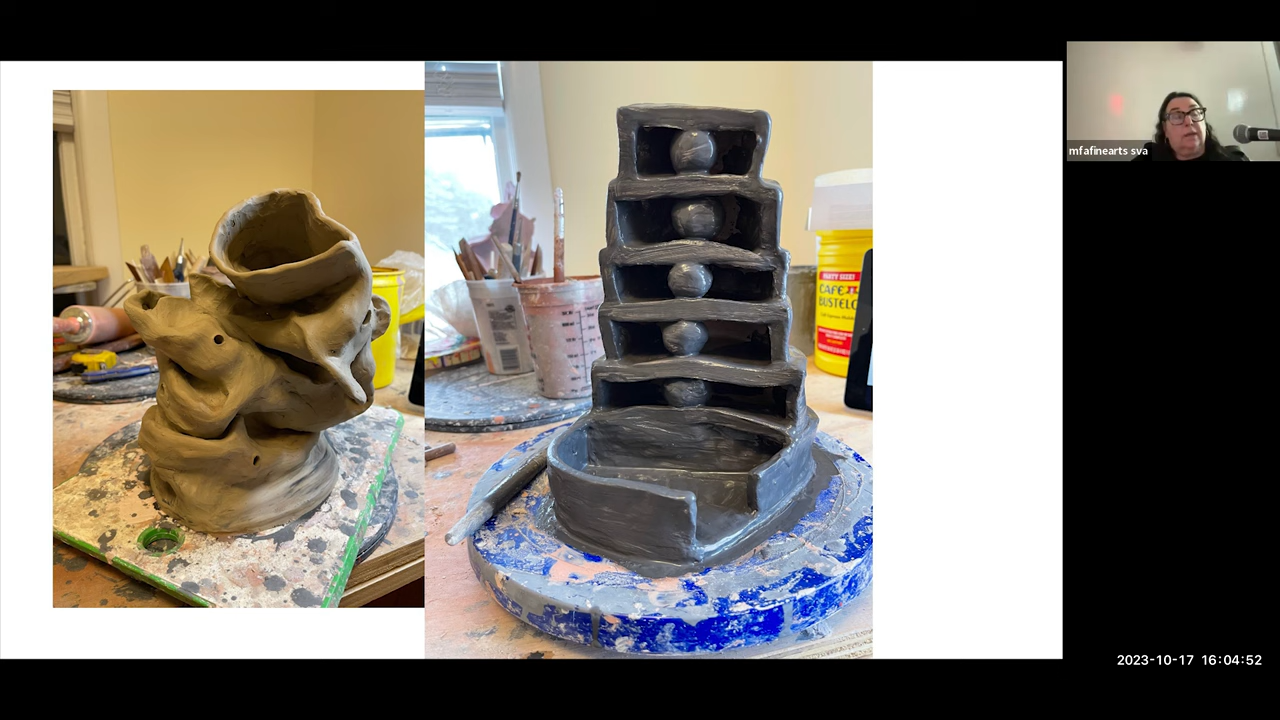 mfafinearts sva
PARTY SIZE!
CAFE
BUSTELO
2023-10-17 16:04:52